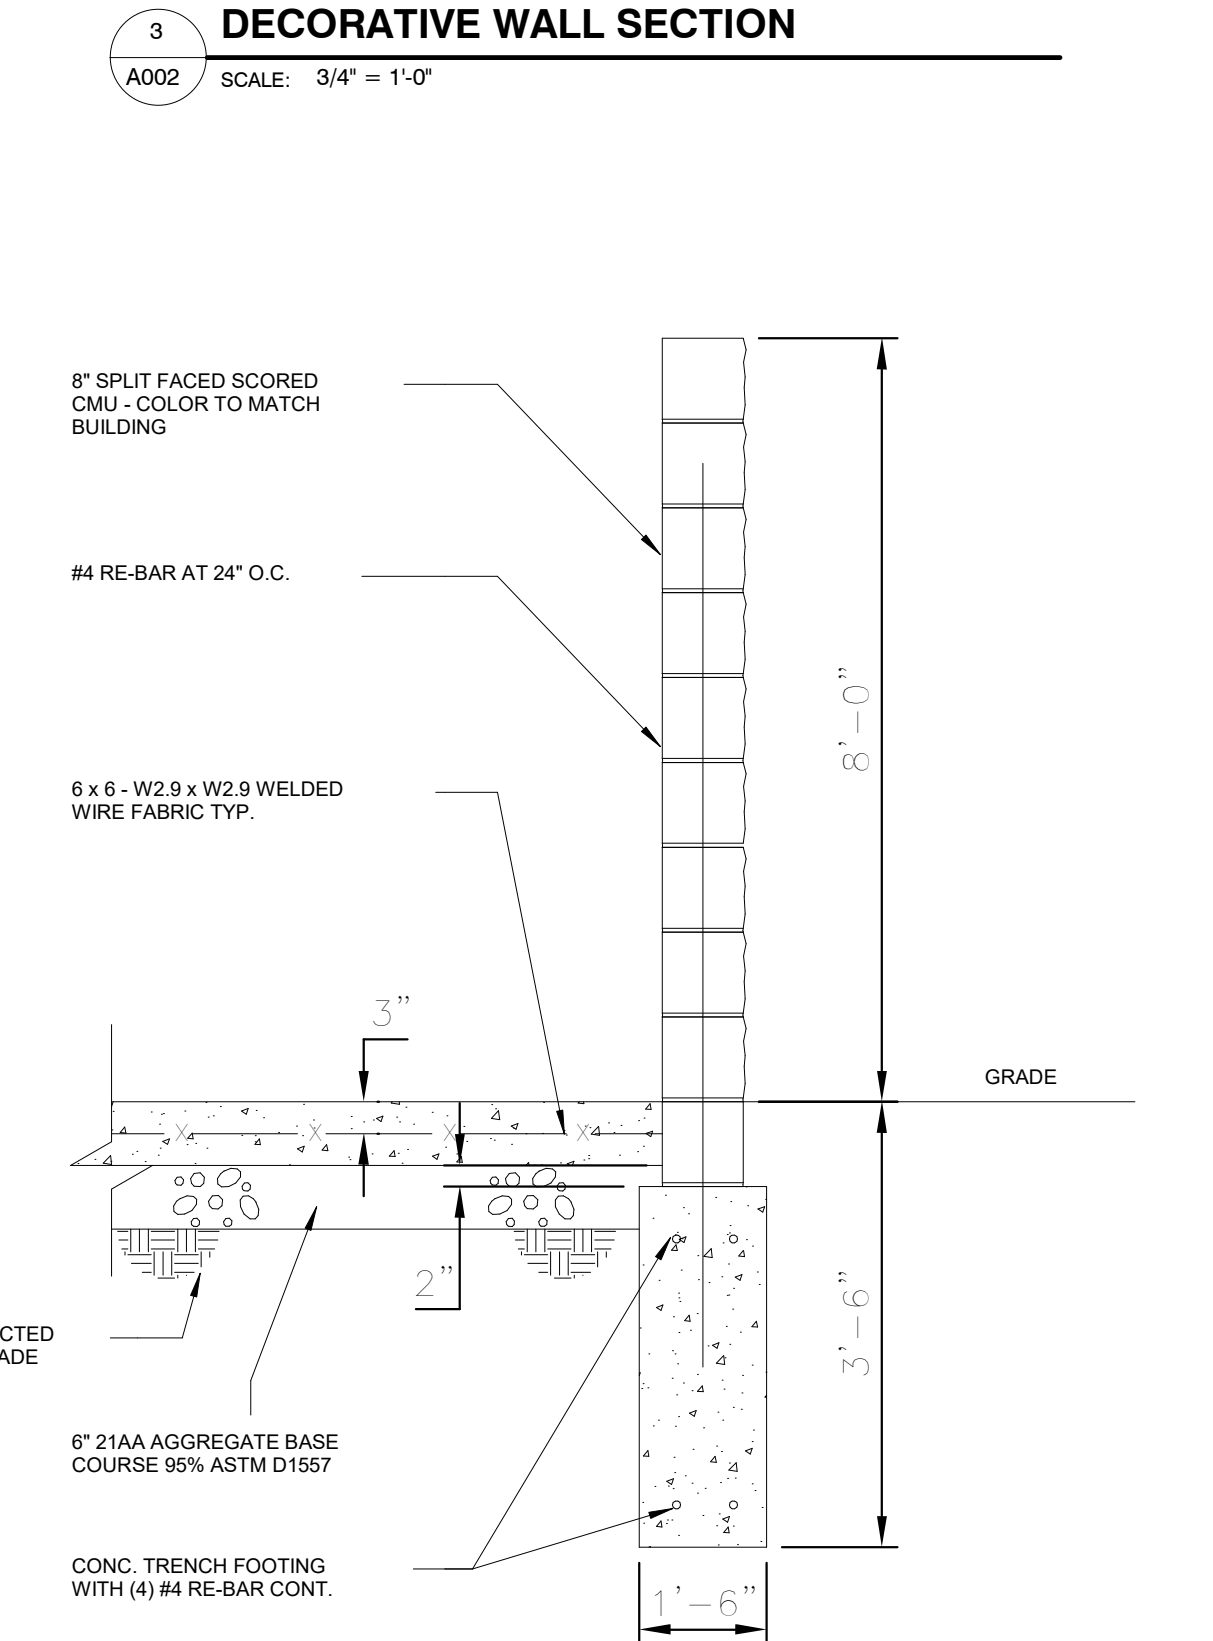 3
A002
DECORATIVE WALL SECTION
SCALE: 3/4" = 1'-0"
8" SPLIT FACED SCORED
CMU - COLOR TO MATCH
BUILDING
#4 RE-BAR AT 24" O.C.
8'-0"
6 x 6 - W2.9 x W2.9 WELDED
WIRE FABRIC TYP.
3"
GRADE
X X X X
2"
3'-6"
6" 21AA AGGREGATE BASE
COURSE 95% ASTM D1557
CONC. TRENCH FOOTING
WITH (4) #4 RE-BAR CONT.
1'-6"